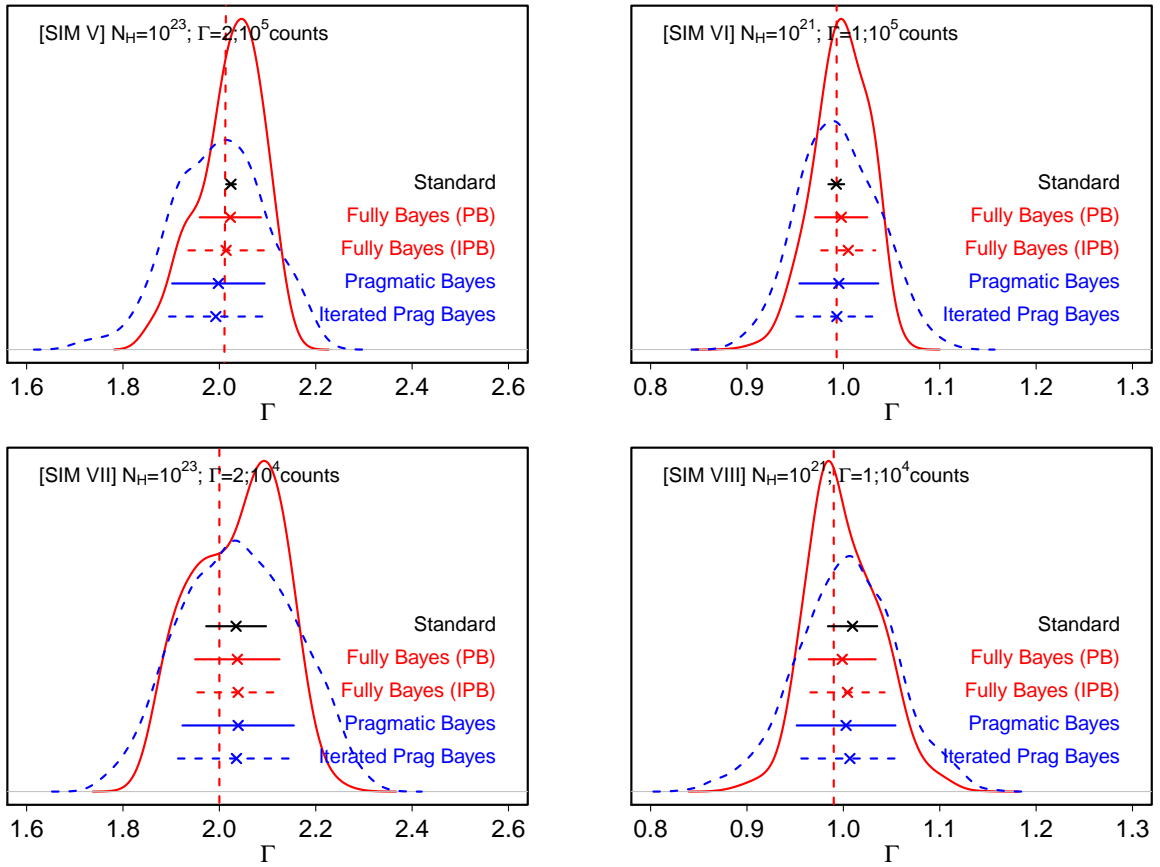 [SIM V] N_H=10^23; Γ=2;10^5counts
Standard
Fully Bayes (PB)
Fully Bayes (IPB)
Pragmatic Bayes
Iterated Prag Bayes
1.6 1.8 2.0 2.2 2.4 2.6
Γ
[SIM VI] N_H=10^21; Γ=1;10^5counts
Standard
Fully Bayes (PB)
Fully Bayes (IPB)
Pragmatic Bayes
Iterated Prag Bayes
0.8 0.9 1.0 1.1 1.2 1.3
Γ
[SIM VII] N_H=10^23; Γ=2;10^4counts
Standard
Fully Bayes (PB)
Fully Bayes (IPB)
Pragmatic Bayes
Iterated Prag Bayes
1.6 1.8 2.0 2.2 2.4 2.6
Γ
[SIM VIII] N_H=10^21; Γ=1;10^4counts
Standard
Fully Bayes (PB)
Fully Bayes (IPB)
Pragmatic Bayes
Iterated Prag Bayes
0.8 0.9 1.0 1.1 1.2 1.3
Γ